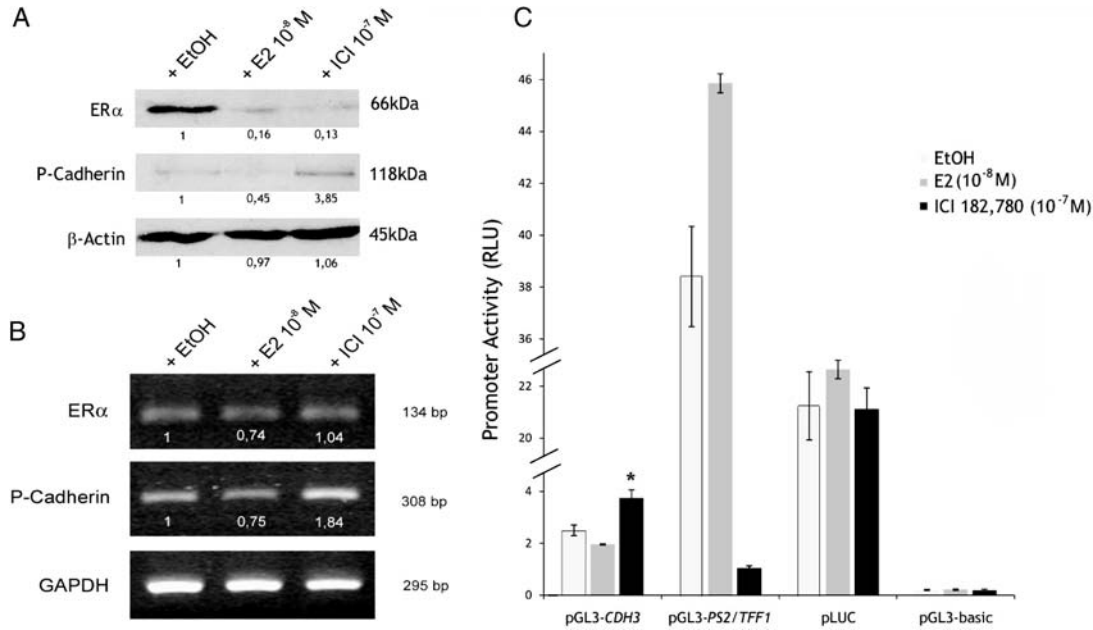 A
+ EtOH
+ E2 10⁻⁸ M
+ ICI 10⁻⁷ M
ERα
66kDa
1 0,16 0,13
P-Cadherin
118kDa
1 0,45 3,85
β-Actin
45kDa
1 0,97 1,06
B
+ EtOH
+ E2 10⁻⁸ M
+ ICI 10⁻⁷ M
ERα
134 bp
1 0,74 1,04
P-Cadherin
308 bp
1 0,75 1,84
GAPDH
295 bp
C
Promoter Activity (RLU)
46
44
42
40
38
36
22
20
4
2
0
*
EtOH
E2 (10⁻⁸ M)
ICI 182,780 (10⁻⁷ M)
pGL3-CDH3
pGL3-PS2/TFF1
pLUC
pGL3-basic